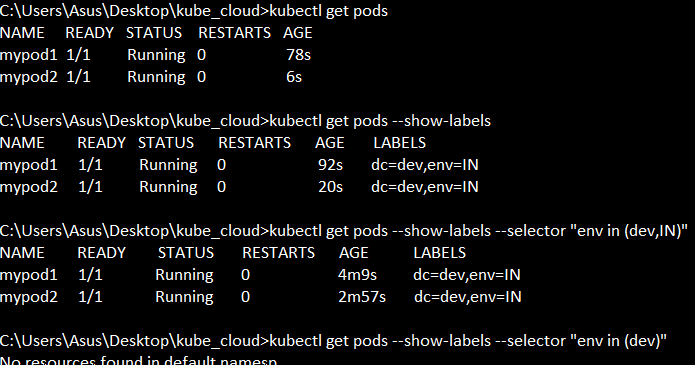 C:\Users\Asus\Desktop\kube_cloud>kubectl get pods
NAME READY STATUS RESTARTS AGE
mypod1 1/1 Running 0 78s
mypod2 1/1 Running 0 6s
C:\Users\Asus\Desktop\kube_cloud>kubectl get pods --show-labels
NAME READY STATUS RESTARTS AGE LABELS
mypod1 1/1 Running 0 92s dc=dev,env=IN
mypod2 1/1 Running 0 20s dc=dev,env=IN
C:\Users\Asus\Desktop\kube_cloud>kubectl get pods --show-labels --selector "env in (dev,IN)"
NAME READY STATUS RESTARTS AGE LABELS
mypod1 1/1 Running 0 4m9s dc=dev,env=IN
mypod2 1/1 Running 0 2m57s dc=dev,env=IN
C:\Users\Asus\Desktop\kube_cloud>kubectl get pods --show-labels --selector "env in (dev)"
No resources found in default namesp